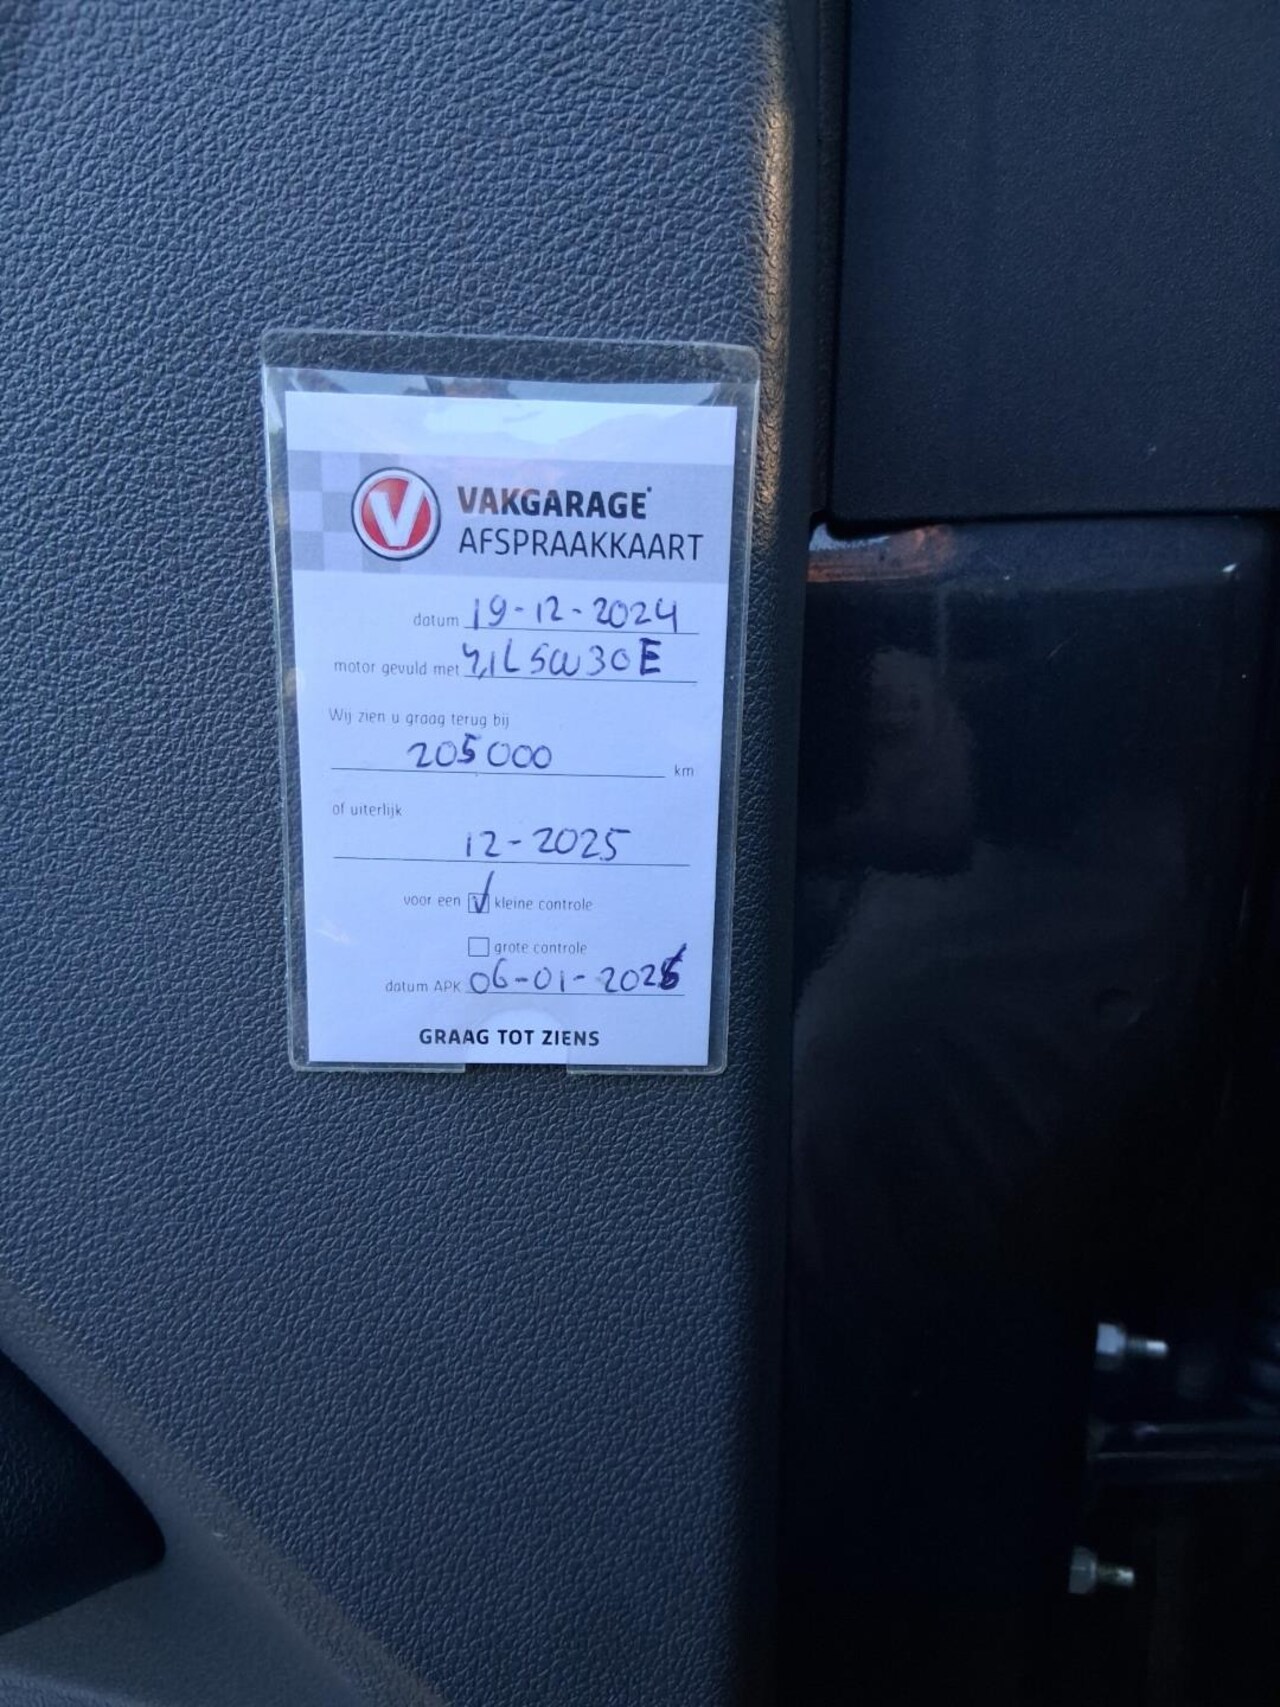 V
VAKGARAGE
AFSPRAAKKAART
datum 19-12-2024
motor gevuld met 4,1L 5W30E
Wij zien u graag terug bij
205000 km
of uiterlijk
12-2025
voor een kleine controle
grote controle
datum APK 06-01-2026
GRAAG TOT ZIENS